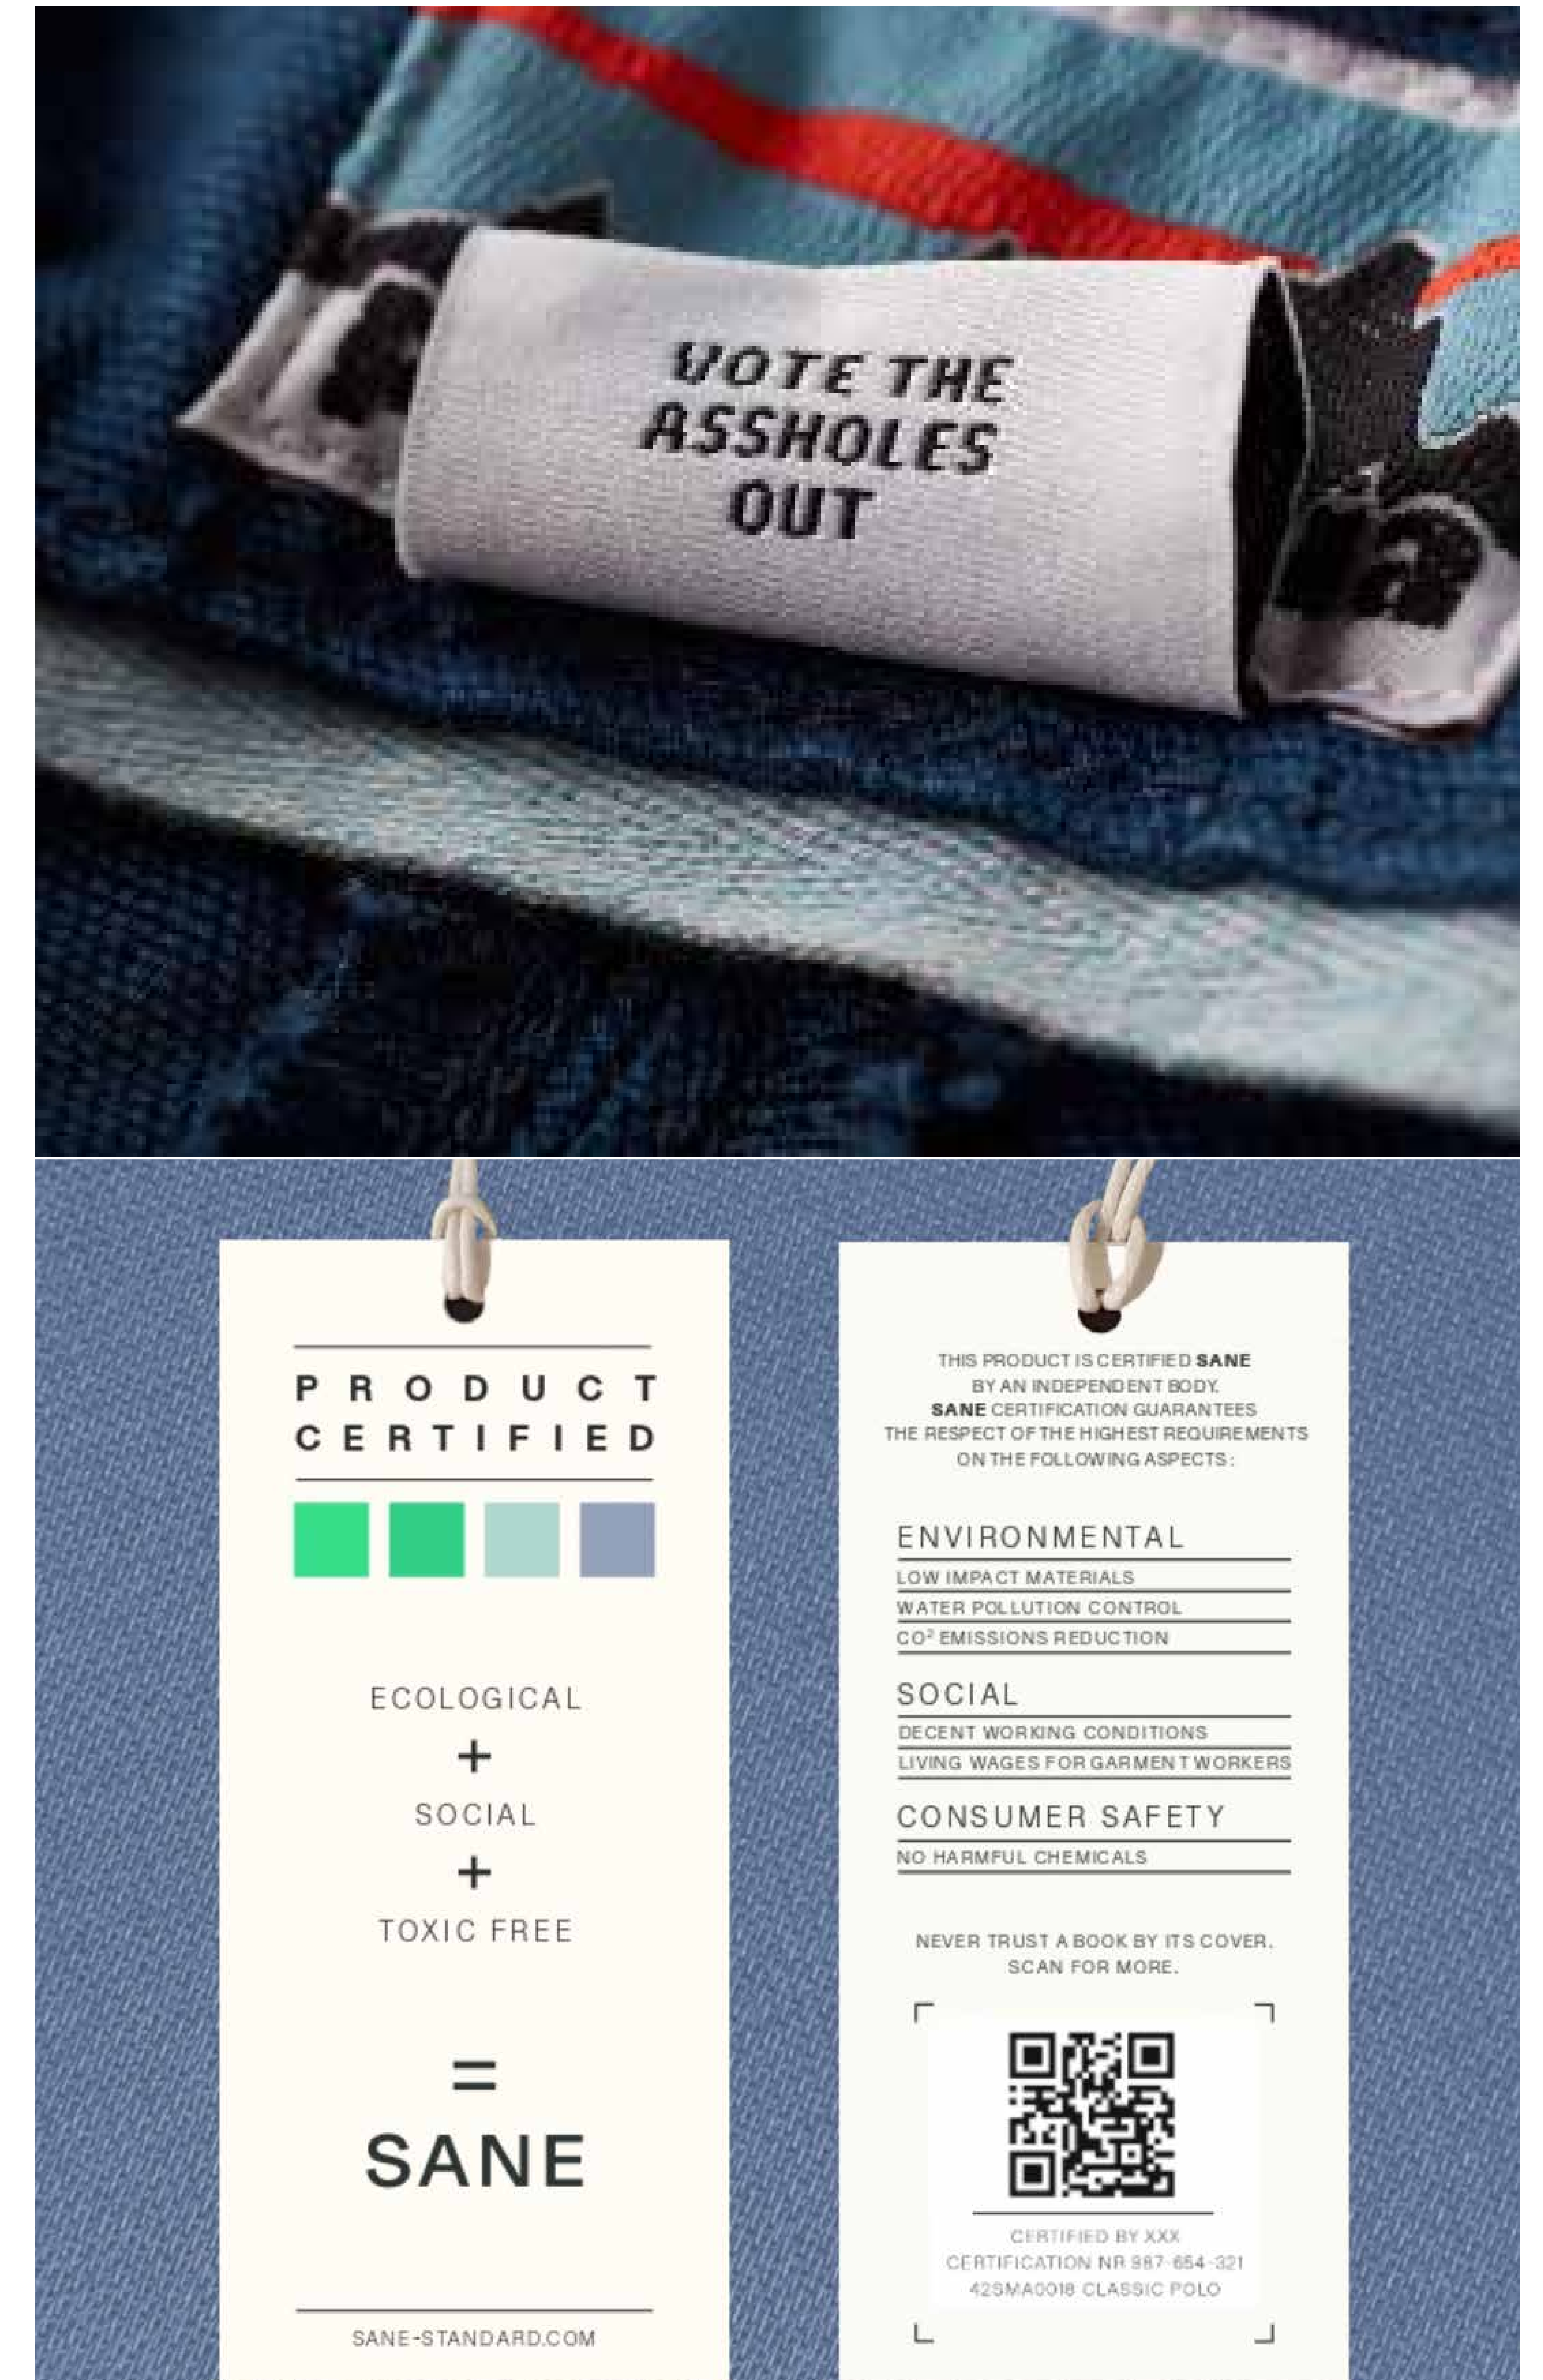 VOTE THE
ASSHOLES
OUT
PRODUCT
CERTIFIED
ECOLOGICAL
+
SOCIAL
+
TOXIC FREE
=
SANE
SANE-STANDARD.COM
THIS PRODUCT IS CERTIFIED SANE
BY AN INDEPENDENT BODY.
SANE CERTIFICATION GUARANTEES
THE RESPECT OF THE HIGHEST REQUIREMENTS
ON THE FOLLOWING ASPECTS:
ENVIRONMENTAL
LOW IMPACT MATERIALS
WATER POLLUTION CONTROL
CO² EMISSIONS REDUCTION
SOCIAL
DECENT WORKING CONDITIONS
LIVING WAGES FOR GARMENT WORKERS
CONSUMER SAFETY
NO HARMFUL CHEMICALS
NEVER TRUST A BOOK BY ITS COVER.
SCAN FOR MORE.
CERTIFIED BY XXX
CERTIFICATION NR 987-654-321
42SMA0018 CLASSIC POLO